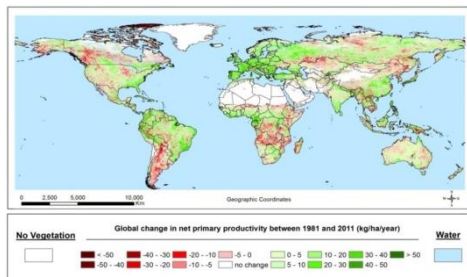 0 2,500 5,000 10,000
Km
Geographic Coordinates
Global change in net primary productivity between 1981 and 2011 (kg/ha/year)
No Vegetation
Water
< -50 -40 - -30 -20 - -10 -5 - 0 0 - 5 10 - 20 30 - 40 > 50
-50 - -40 -30 - -20 -10 - -5 no change 5 - 10 20 - 30 40 - 50